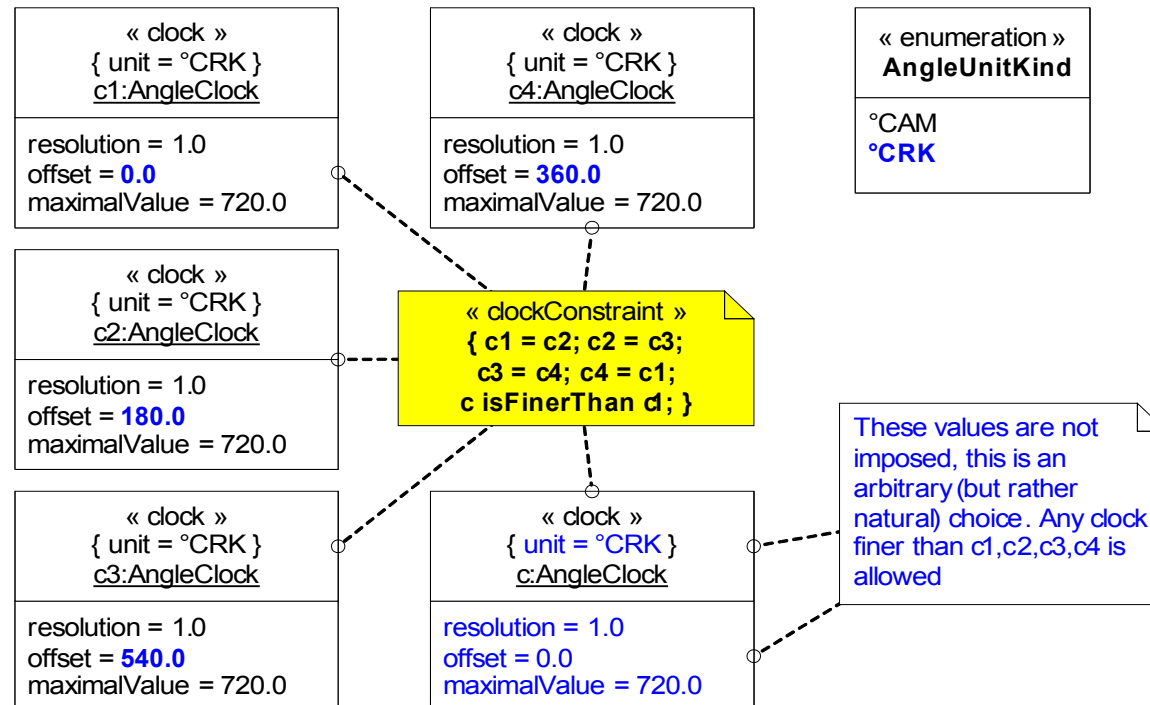 « clock »
{ unit = °CRK }
c1:AngleClock
resolution = 1.0
offset = 0.0
maximalValue = 720.0
« clock »
{ unit = °CRK }
c4:AngleClock
resolution = 1.0
offset = 360.0
maximalValue = 720.0
« enumeration »
AngleUnitKind
°CAM
°CRK
« clock »
{ unit = °CRK }
c2:AngleClock
resolution = 1.0
offset = 180.0
maximalValue = 720.0
« clockConstraint »
{ c1 = c2; c2 = c3;
c3 = c4; c4 = c1;
c isFinerThan c1; }
« clock »
{ unit = °CRK }
c3:AngleClock
resolution = 1.0
offset = 540.0
maximalValue = 720.0
« clock »
{ unit = °CRK }
c:AngleClock
resolution = 1.0
offset = 0.0
maximalValue = 720.0
These values are not
imposed, this is an
arbitrary (but rather
natural) choice. Any clock
finer than c1,c2,c3,c4 is
allowed